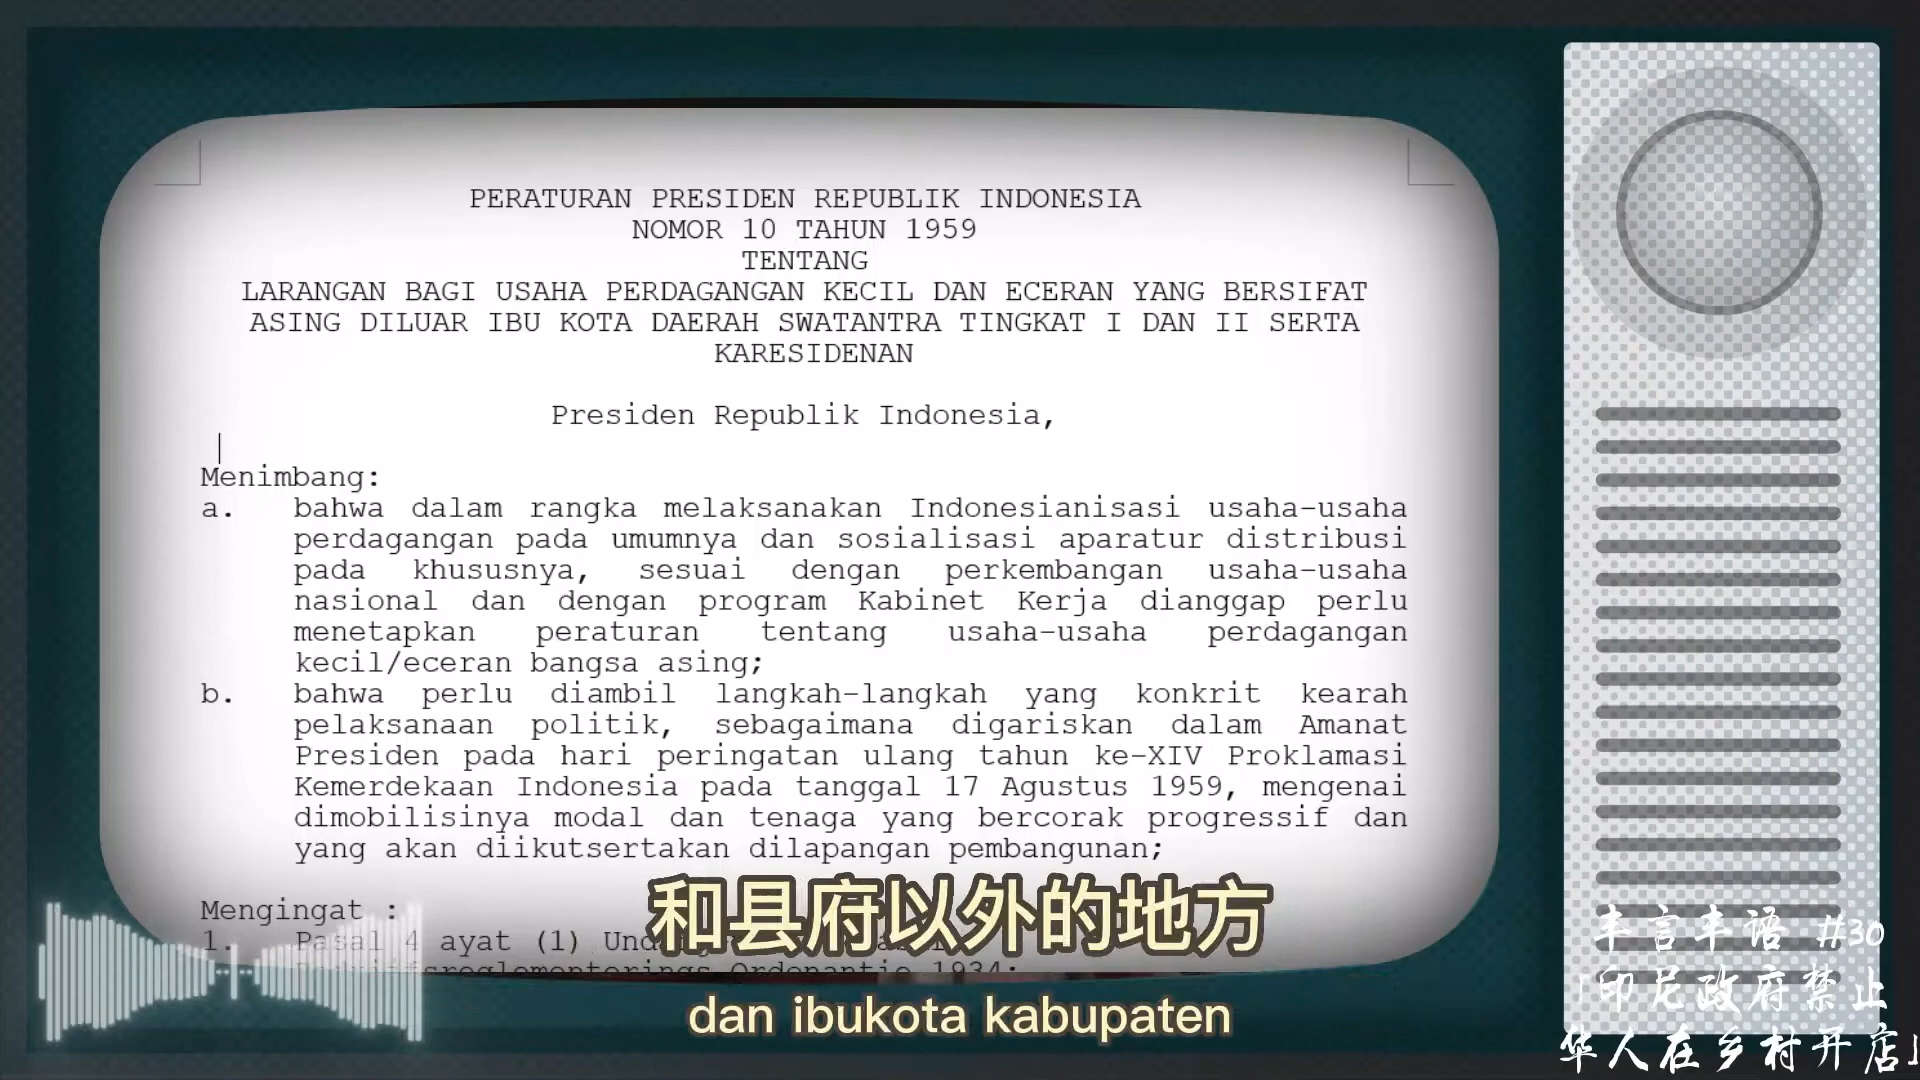 PERATURAN PRESIDEN REPUBLIK INDONESIA
NOMOR 10 TAHUN 1959
TENTANG
LARANGAN BAGI USAHA PERDAGANGAN KECIL DAN ECERAN YANG BERSIFAT
ASING DILUAR IBU KOTA DAERAH SWATANTRA TINGKAT I DAN II SERTA
KARESIDENAN
Presiden Republik Indonesia,
Menimbang:
a. bahwa dalam rangka melaksanakan Indonesianisasi usaha-usaha
perdagangan pada umumnya dan sosialisasi aparatur distribusi
pada khususnya, sesuai dengan perkembangan usaha-usaha
nasional dan dengan program Kabinet Kerja dianggap perlu
menetapkan peraturan tentang usaha-usaha perdagangan
kecil/eceran bangsa asing;
b. bahwa perlu diambil langkah-langkah yang konkrit kearah
pelaksanaan politik, sebagaimana digariskan dalam Amanat
Presiden pada hari peringatan ulang tahun ke-XIV Proklamasi
Kemerdekaan Indonesia pada tanggal 17 Agustus 1959, mengenai
dimobilisinya modal dan tenaga yang bercorak progressif dan
yang akan diikutsertakan dilapangan pembangunan;
Mengingat :
1. Pasal 4 ayat (1)
Ordonantie 1934;
和县府以外的地方
dan ibukota kabupaten
丰言丰语 #30
「印尼政府禁止
华人在乡村开店」